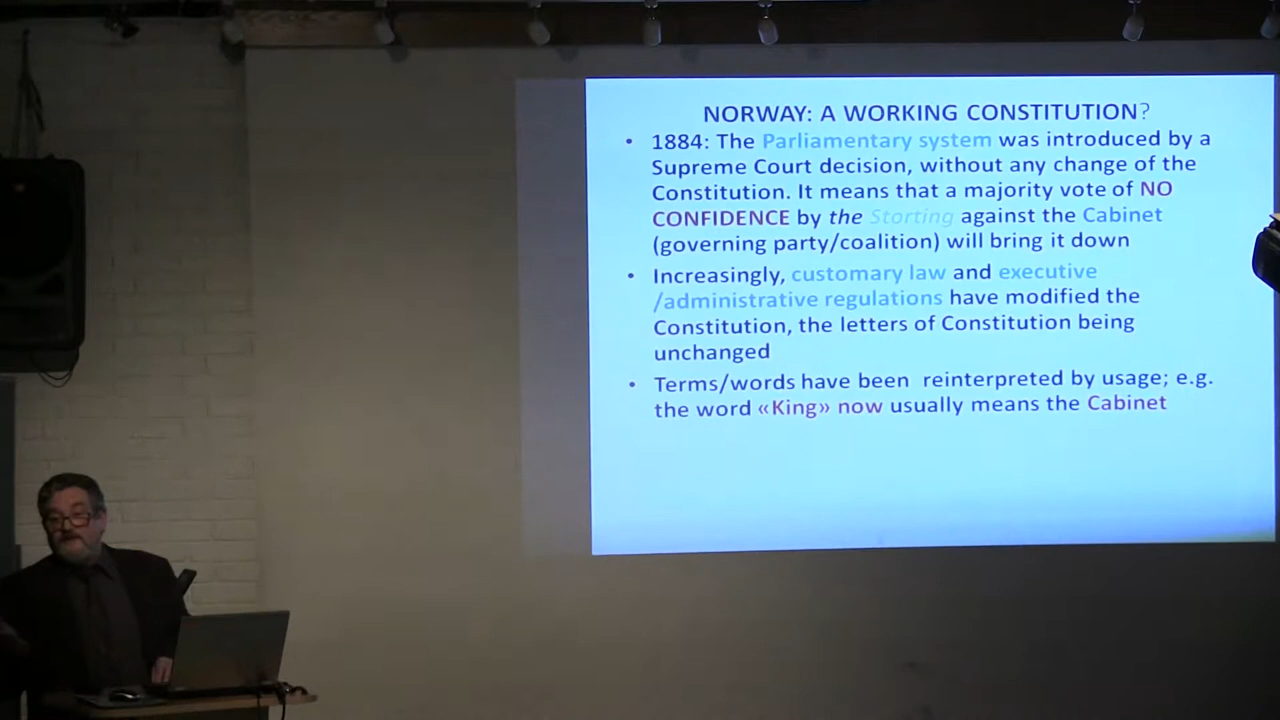 NORWAY: A WORKING CONSTITUTION?
• 1884: The Parliamentary system was introduced by a
Supreme Court decision, without any change of the
Constitution. It means that a majority vote of NO
CONFIDENCE by the Storting against the Cabinet
(governing party/coalition) will bring it down
• Increasingly, customary law and executive
/administrative regulations have modified the
Constitution, the letters of Constitution being
unchanged
• Terms/words have been reinterpreted by usage; e.g.
the word «King» now usually means the Cabinet